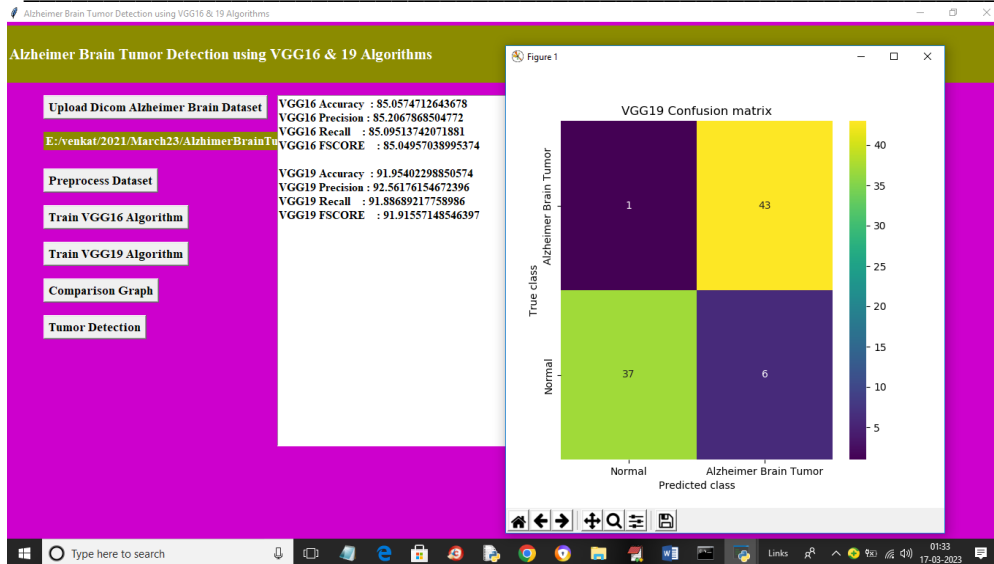 Alzheimer Brain Tumor Detection using VGG16 & 19 Algorithms
Alzheimer Brain Tumor Detection using VGG16 & 19 Algorithms
Upload Dicom Alzheimer Brain Dataset
E:/venkat/2021/March23/AlzhimerBrainTu
Preprocess Dataset
Train VGG16 Algorithm
Train VGG19 Algorithm
Comparison Graph
Tumor Detection
VGG16 Accuracy : 85.0574712643678
VGG16 Precision : 85.2067868504772
VGG16 Recall : 85.09513742071881
VGG16 FSCORE : 85.04957038995374
VGG19 Accuracy : 91.95402298850574
VGG19 Precision : 92.56176154672396
VGG19 Recall : 91.88689217758986
VGG19 FSCORE : 91.91557148546397
Figure 1
VGG19 Confusion matrix
True class
Alzheimer Brain Tumor
Normal
1
43
37
6
Normal
Alzheimer Brain Tumor
Predicted class
40
35
30
25
20
15
10
5
Type here to search
Links
01:33
17-03-2023